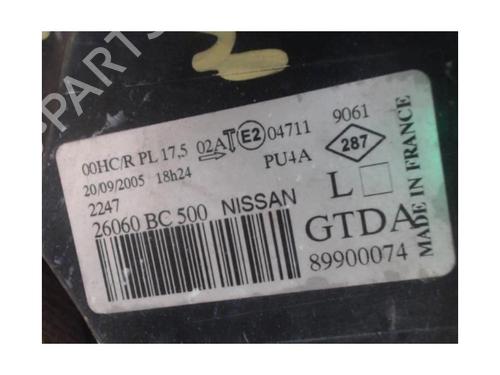 PARTS
00HC/R PL 17,5 02A E2 04711 9061
20/09/2005 18h24 PU4A 287
2247
26060 BC 500 NISSAN L
GTDA
89900074
MADE IN FRANCE